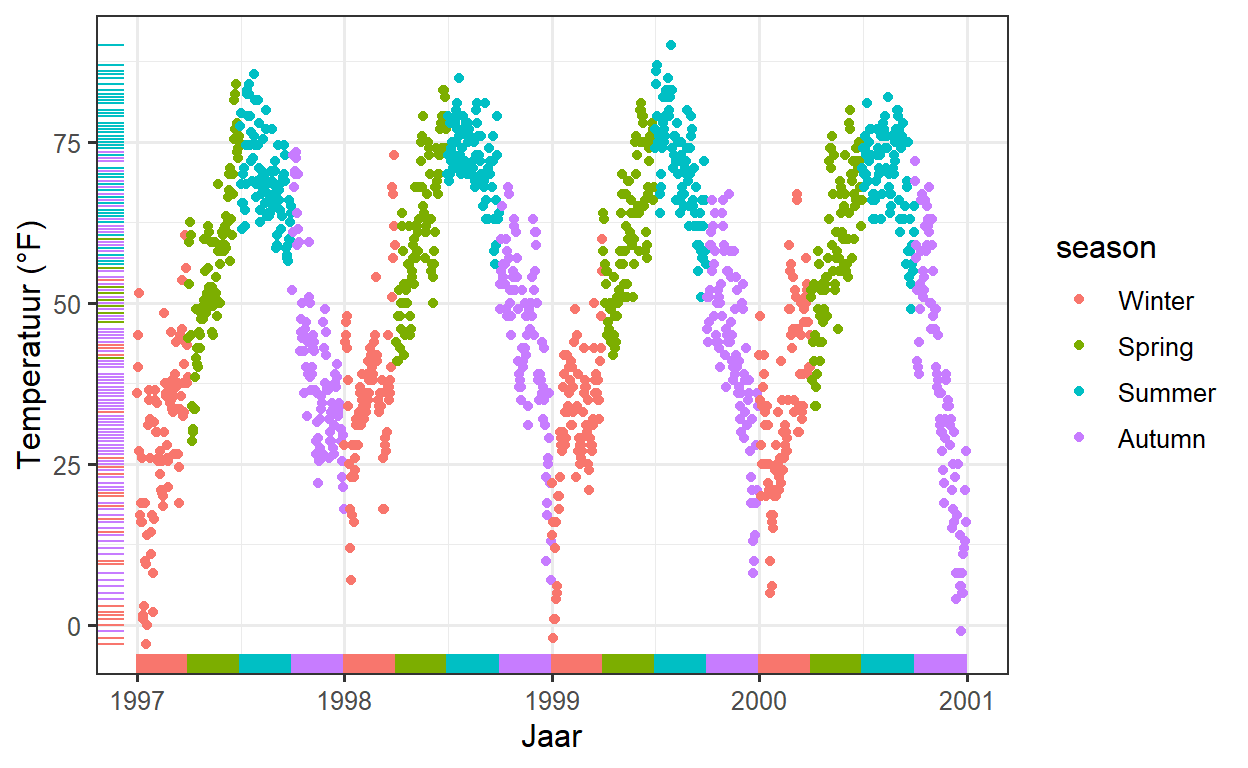 Temperatuur (°F)
75
50
25
0
1997 1998 1999 2000 2001
Jaar
season
Winter
Spring
Summer
Autumn